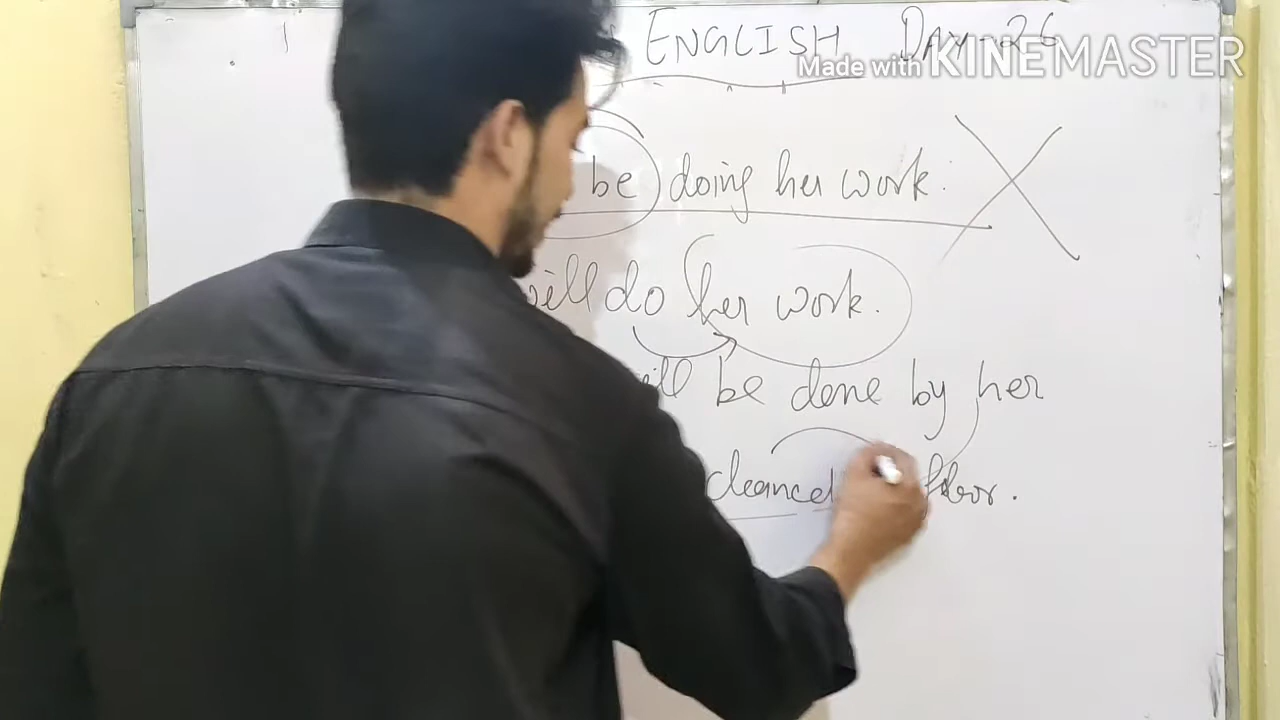 ENGLISH DAY-26
Made with KINEMASTER
be doing her work.
will do her work.
will be done by her
cleaned floor.